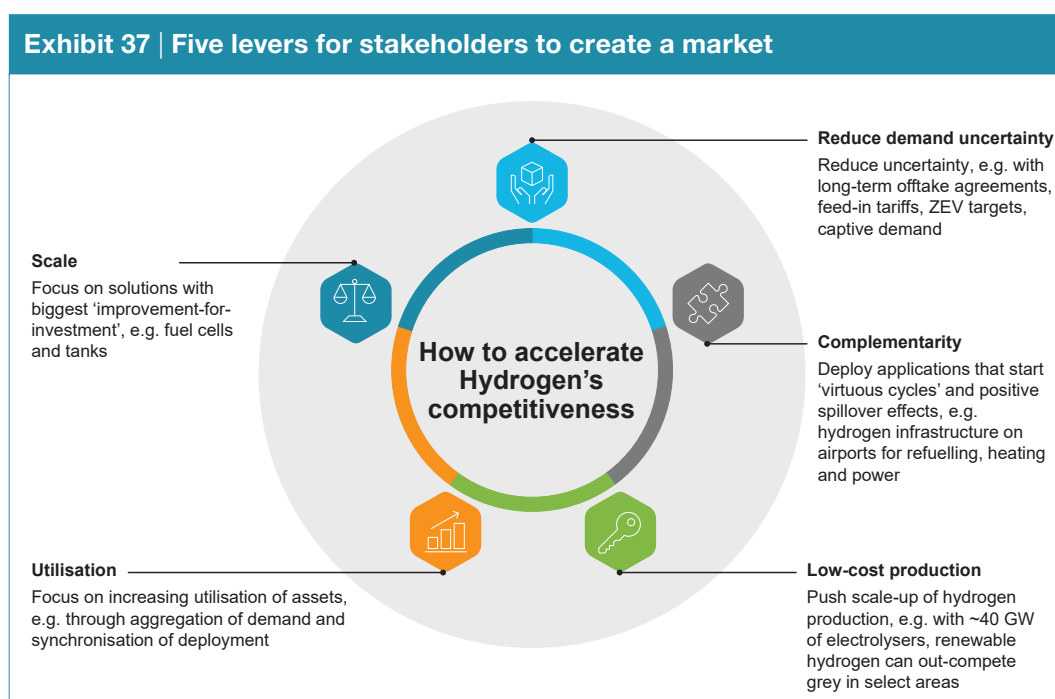 Exhibit 37 | Five levers for stakeholders to create a market
Reduce demand uncertainty
Reduce uncertainty, e.g. with
long-term offtake agreements,
feed-in tariffs, ZEV targets,
captive demand
Scale
Focus on solutions with
biggest ‘improvement-for-
investment’, e.g. fuel cells
and tanks
How to accelerate
Hydrogen’s
competitiveness
Complementarity
Deploy applications that start
‘virtuous cycles’ and positive
spillover effects, e.g.
hydrogen infrastructure on
airports for refuelling, heating
and power
Utilisation
Focus on increasing utilisation of assets,
e.g. through aggregation of demand and
synchronisation of deployment
Low-cost production
Push scale-up of hydrogen
production, e.g. with ~40 GW
of electrolysers, renewable
hydrogen can out-compete
grey in select areas